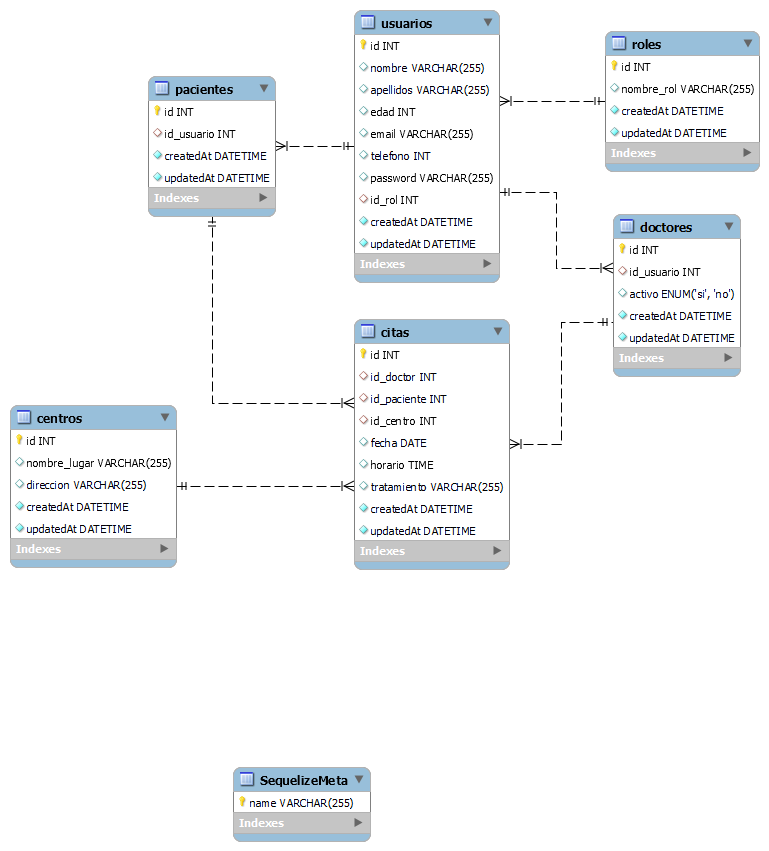 usuarios
id INT
nombre VARCHAR(255)
apellidos VARCHAR(255)
edad INT
email VARCHAR(255)
telefono INT
password VARCHAR(255)
id_rol INT
createdAt DATETIME
updatedAt DATETIME
Indexes
roles
id INT
nombre_rol VARCHAR(255)
createdAt DATETIME
updatedAt DATETIME
Indexes
pacientes
id INT
id_usuario INT
createdAt DATETIME
updatedAt DATETIME
Indexes
doctores
id INT
id_usuario INT
activo ENUM('si', 'no')
createdAt DATETIME
updatedAt DATETIME
Indexes
citas
id INT
id_doctor INT
id_paciente INT
id_centro INT
fecha DATE
horario TIME
tratamiento VARCHAR(255)
createdAt DATETIME
updatedAt DATETIME
Indexes
centros
id INT
nombre_lugar VARCHAR(255)
direccion VARCHAR(255)
createdAt DATETIME
updatedAt DATETIME
Indexes
SequelizeMeta
name VARCHAR(255)
Indexes